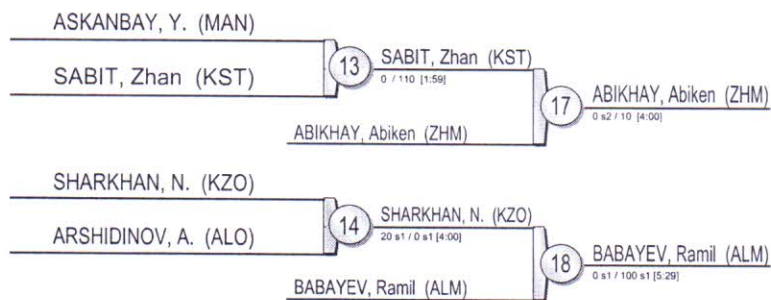 ASKANBAY, Y. (MAN)
SABIT, Zhan (KST)
13
SABIT, Zhan (KST)
0 / 110 [1:59]
ABIKHAY, Abiken (ZHM)
17
ABIKHAY, Abiken (ZHM)
0 s2 / 10 [4:00]
SHARKHAN, N. (KZO)
ARSHIDINOV, A. (ALO)
14
SHARKHAN, N. (KZO)
20 s1 / 0 s1 [4:00]
BABAYEV, Ramil (ALM)
18
BABAYEV, Ramil (ALM)
0 s1 / 100 s1 [5:29]